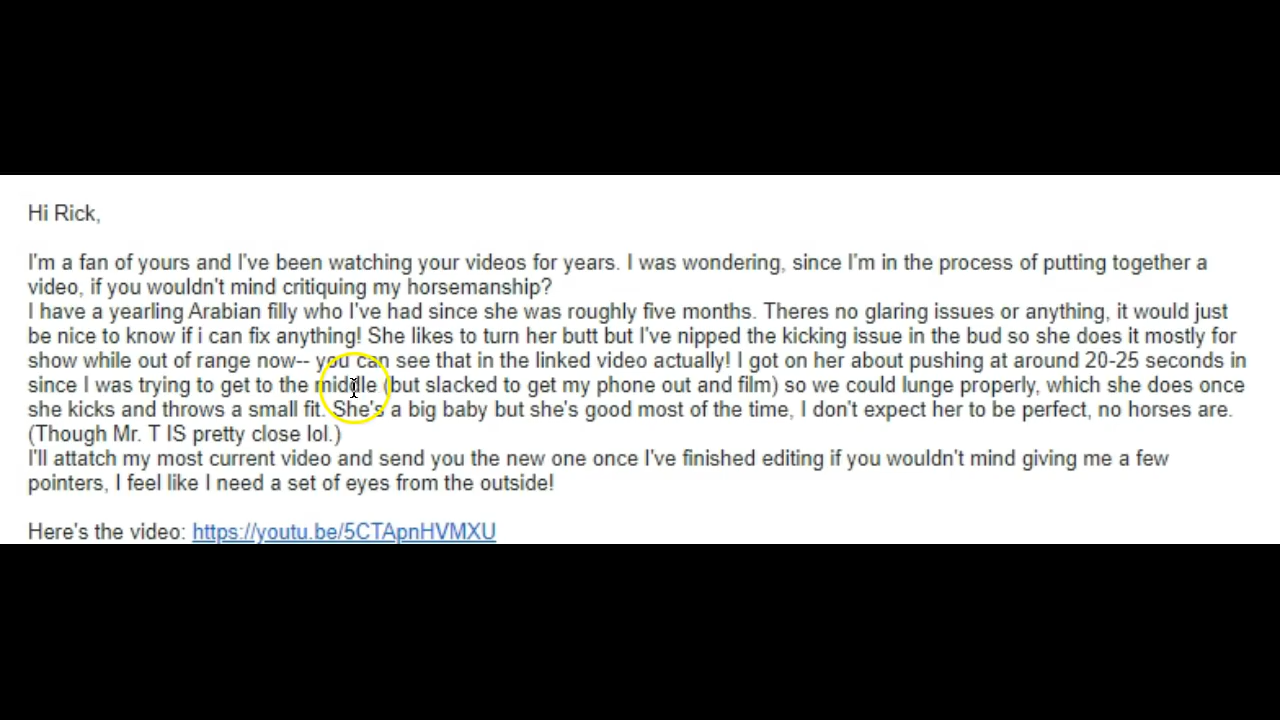 Hi Rick,
I'm a fan of yours and I've been watching your videos for years. I was wondering, since I'm in the process of putting together a
video, if you wouldn't mind critiquing my horsemanship?
I have a yearling Arabian filly who I've had since she was roughly five months. Theres no glaring issues or anything, it would just
be nice to know if i can fix anything! She likes to turn her butt but I've nipped the kicking issue in the bud so she does it mostly for
show while out of range now-- you can see that in the linked video actually! I got on her about pushing at around 20-25 seconds in
since I was trying to get to the middle (but slacked to get my phone out and film) so we could lunge properly, which she does once
she kicks and throws a small fit. She's a big baby but she's good most of the time, I don't expect her to be perfect, no horses are.
(Though Mr. T IS pretty close lol.)
I'll attatch my most current video and send you the new one once I've finished editing if you wouldn't mind giving me a few
pointers, I feel like I need a set of eyes from the outside!
Here's the video: https://youtu.be/5CTApnHVMXU